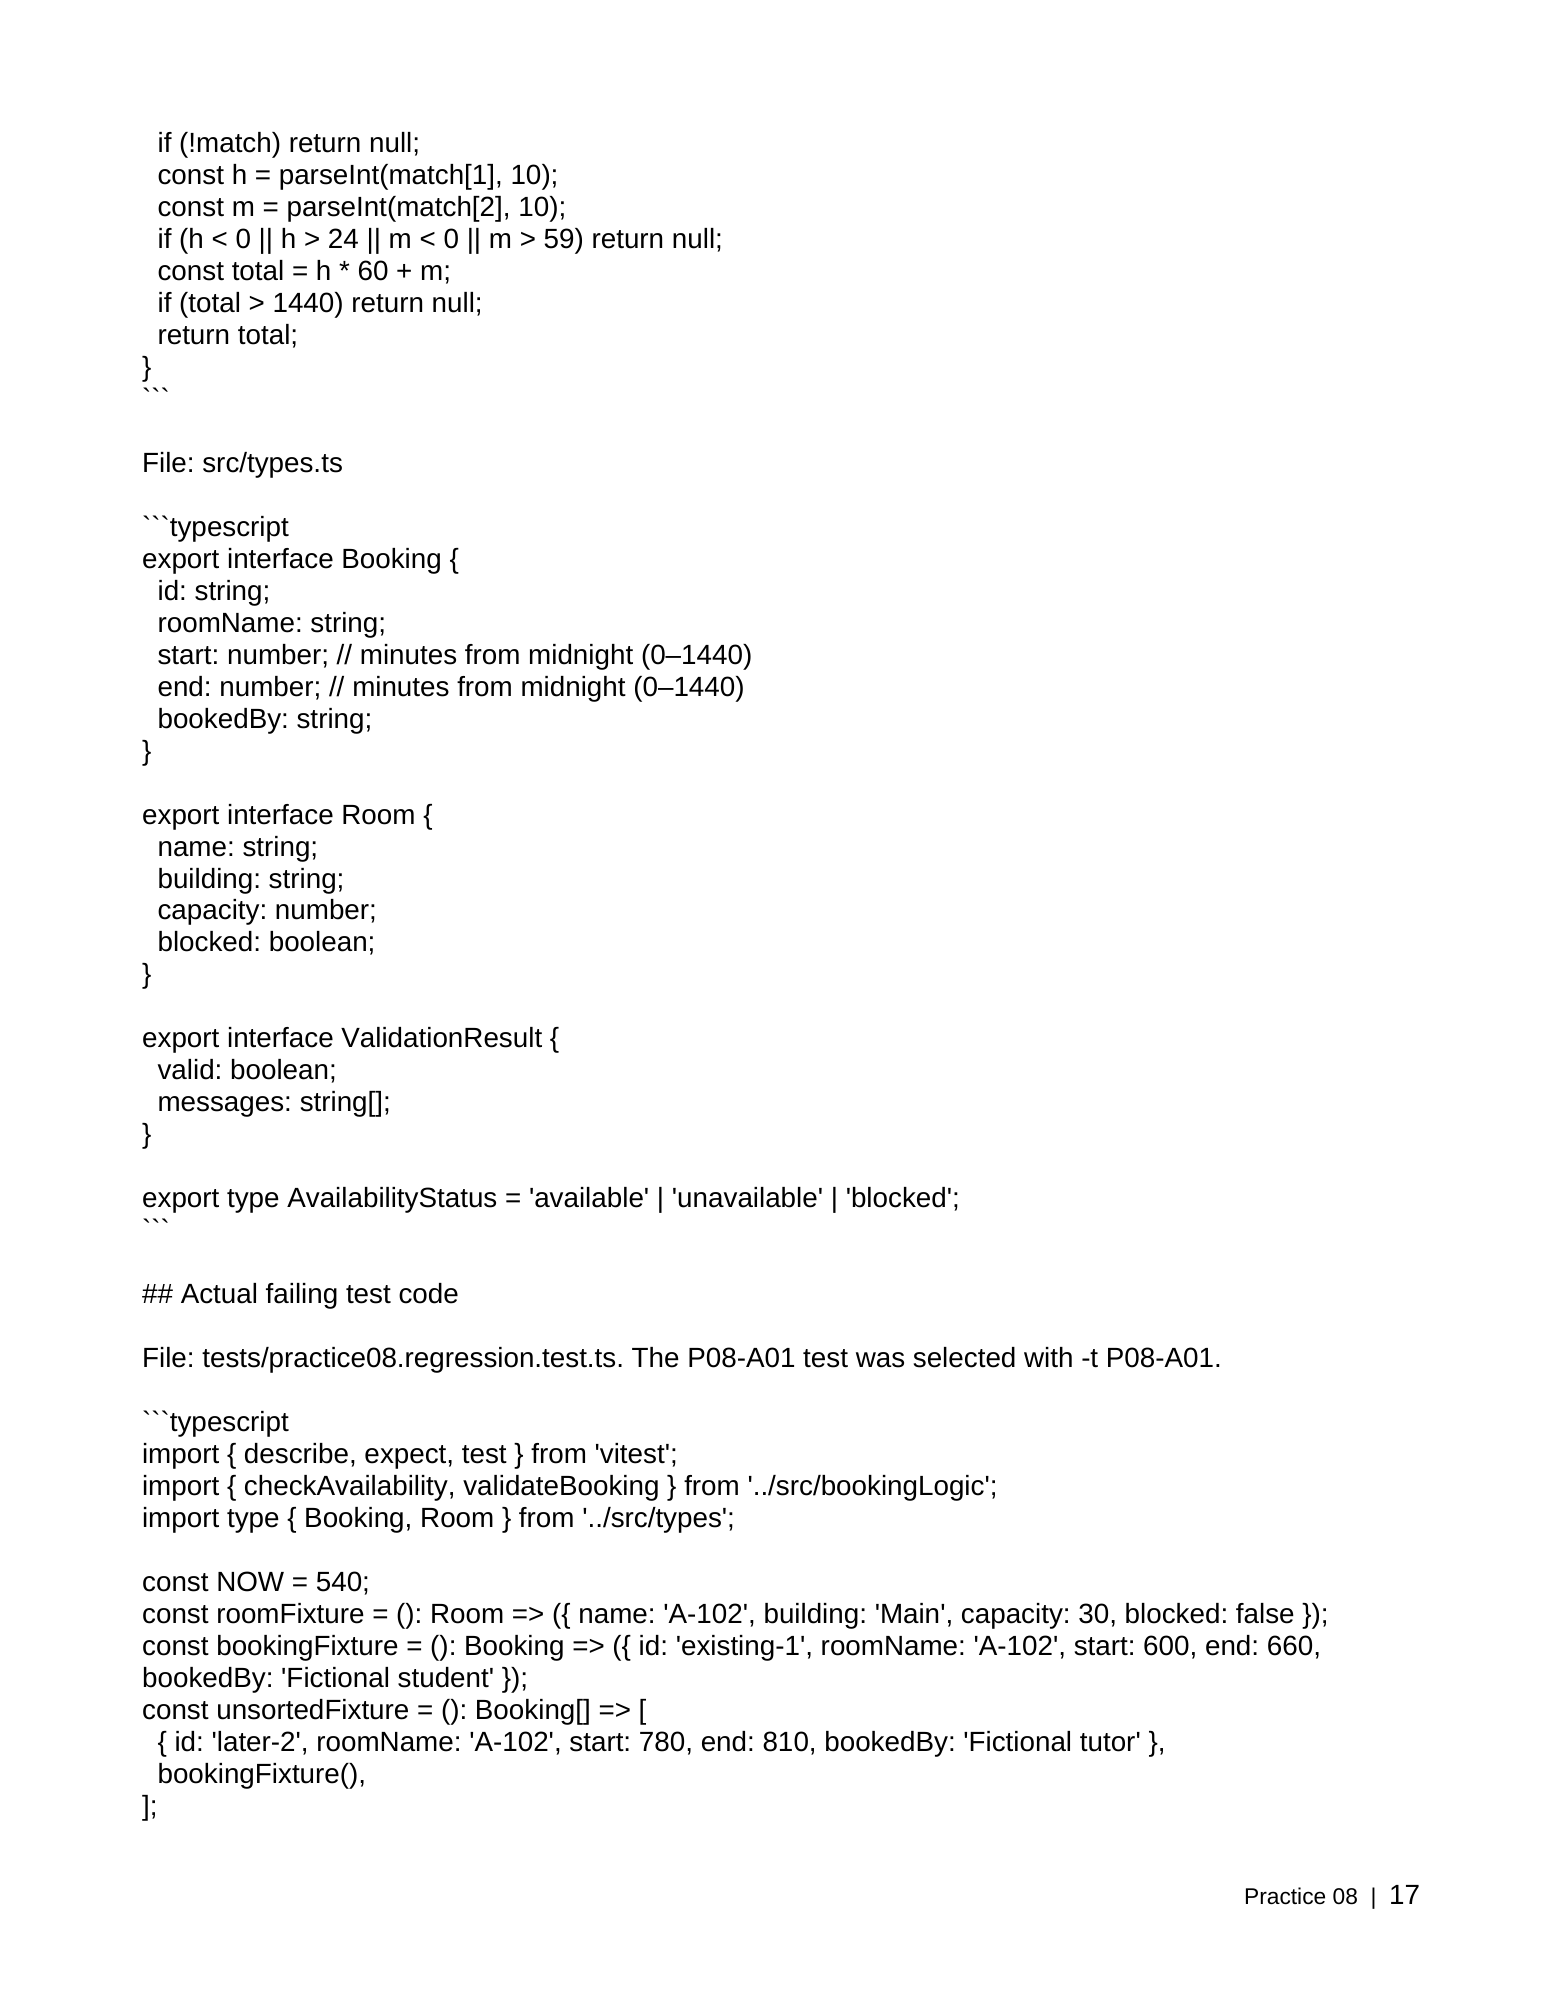 if (!match) return null;
const h = parseInt(match[1], 10);
const m = parseInt(match[2], 10);
if (h < 0 || h > 24 || m < 0 || m > 59) return null;
const total = h * 60 + m;
if (total > 1440) return null;
return total;
}
```
File: src/types.ts
```typescript
export interface Booking {
id: string;
roomName: string;
start: number; // minutes from midnight (0–1440)
end: number; // minutes from midnight (0–1440)
bookedBy: string;
}
export interface Room {
name: string;
building: string;
capacity: number;
blocked: boolean;
}
export interface ValidationResult {
valid: boolean;
messages: string[];
}
export type AvailabilityStatus = 'available' | 'unavailable' | 'blocked';
```
## Actual failing test code
File: tests/practice08.regression.test.ts. The P08-A01 test was selected with -t P08-A01.
```typescript
import { describe, expect, test } from 'vitest';
import { checkAvailability, validateBooking } from '../src/bookingLogic';
import type { Booking, Room } from '../src/types';
const NOW = 540;
const roomFixture = (): Room => ({ name: 'A-102', building: 'Main', capacity: 30, blocked: false });
const bookingFixture = (): Booking => ({ id: 'existing-1', roomName: 'A-102', start: 600, end: 660,
bookedBy: 'Fictional student' });
const unsortedFixture = (): Booking[] => [
{ id: 'later-2', roomName: 'A-102', start: 780, end: 810, bookedBy: 'Fictional tutor' },
bookingFixture(),
];
Practice 08 | 17